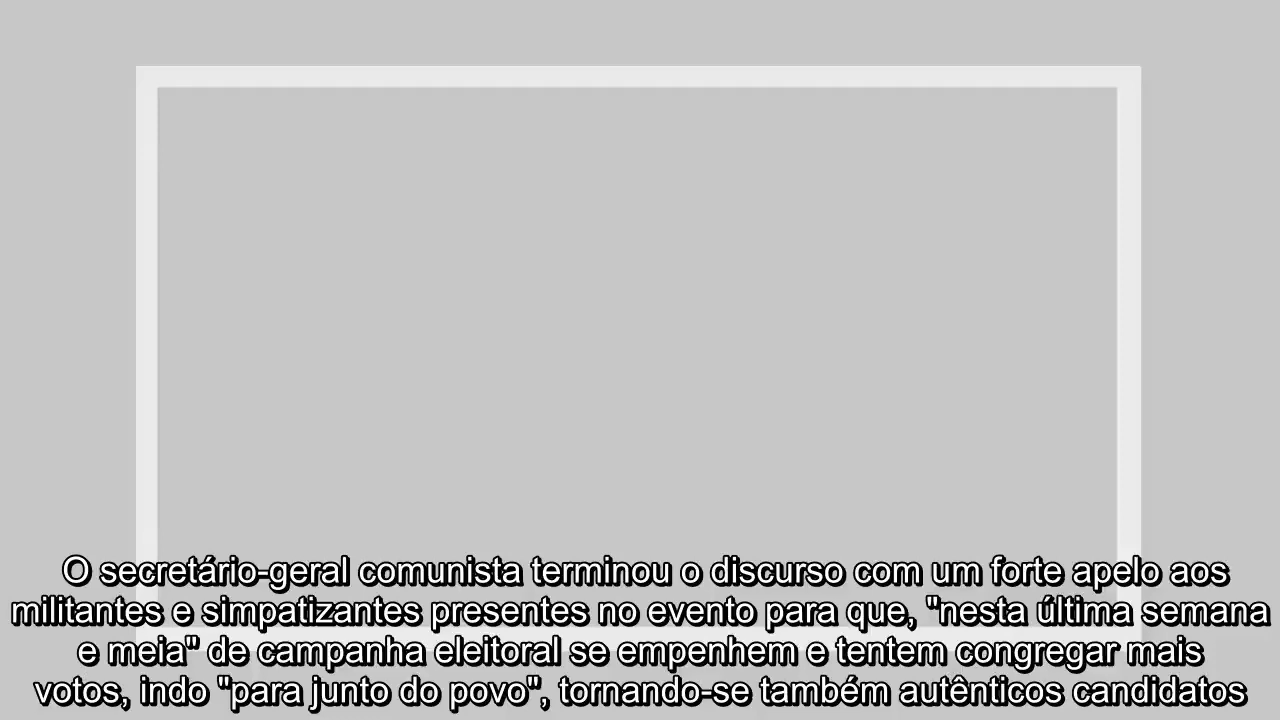 O secretário-geral comunista terminou o discurso com um forte apelo aos
militantes e simpatizantes presentes no evento para que, "nesta última semana
e meia" de campanha eleitoral se empenhem e tentem congregar mais
votos, indo "para junto do povo", tornando-se também autênticos candidatos